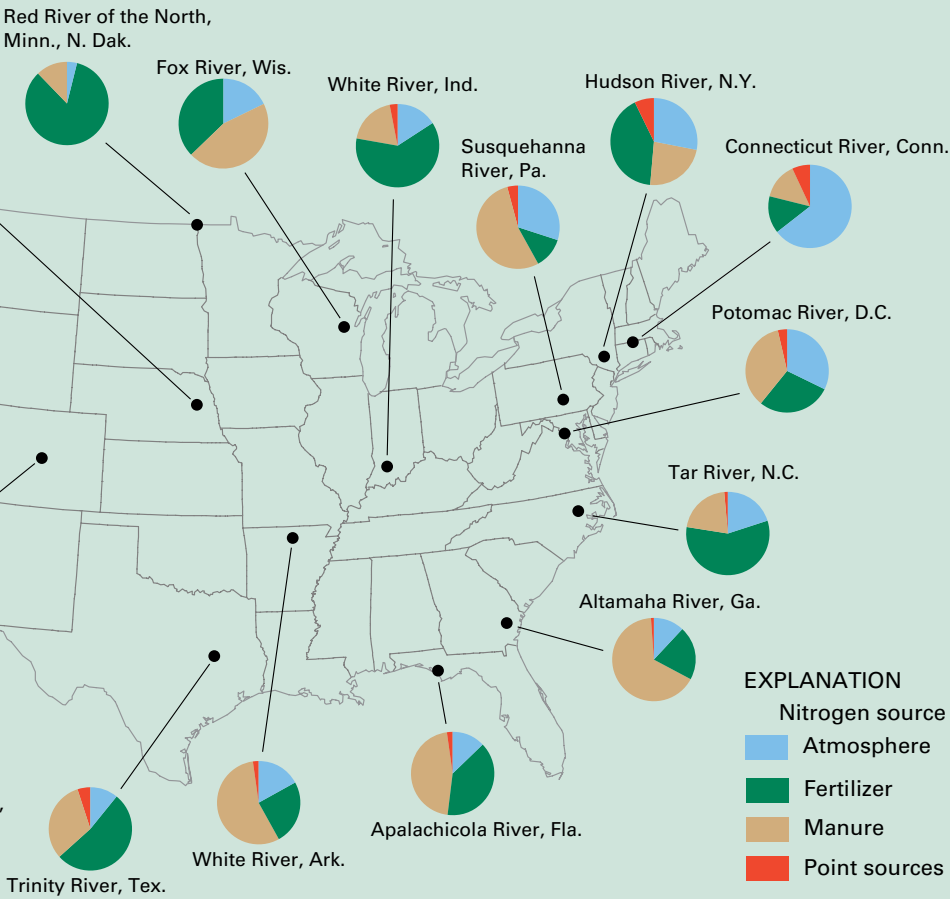 Red River of the North,
Minn., N. Dak.
Fox River, Wis.
White River, Ind.
Hudson River, N.Y.
Susquehanna
River, Pa.
Connecticut River, Conn.
Potomac River, D.C.
Tar River, N.C.
Altamaha River, Ga.
EXPLANATION
Nitrogen source
Atmosphere
Fertilizer
Manure
Point sources
Apalachicola River, Fla.
White River, Ark.
Trinity River, Tex.